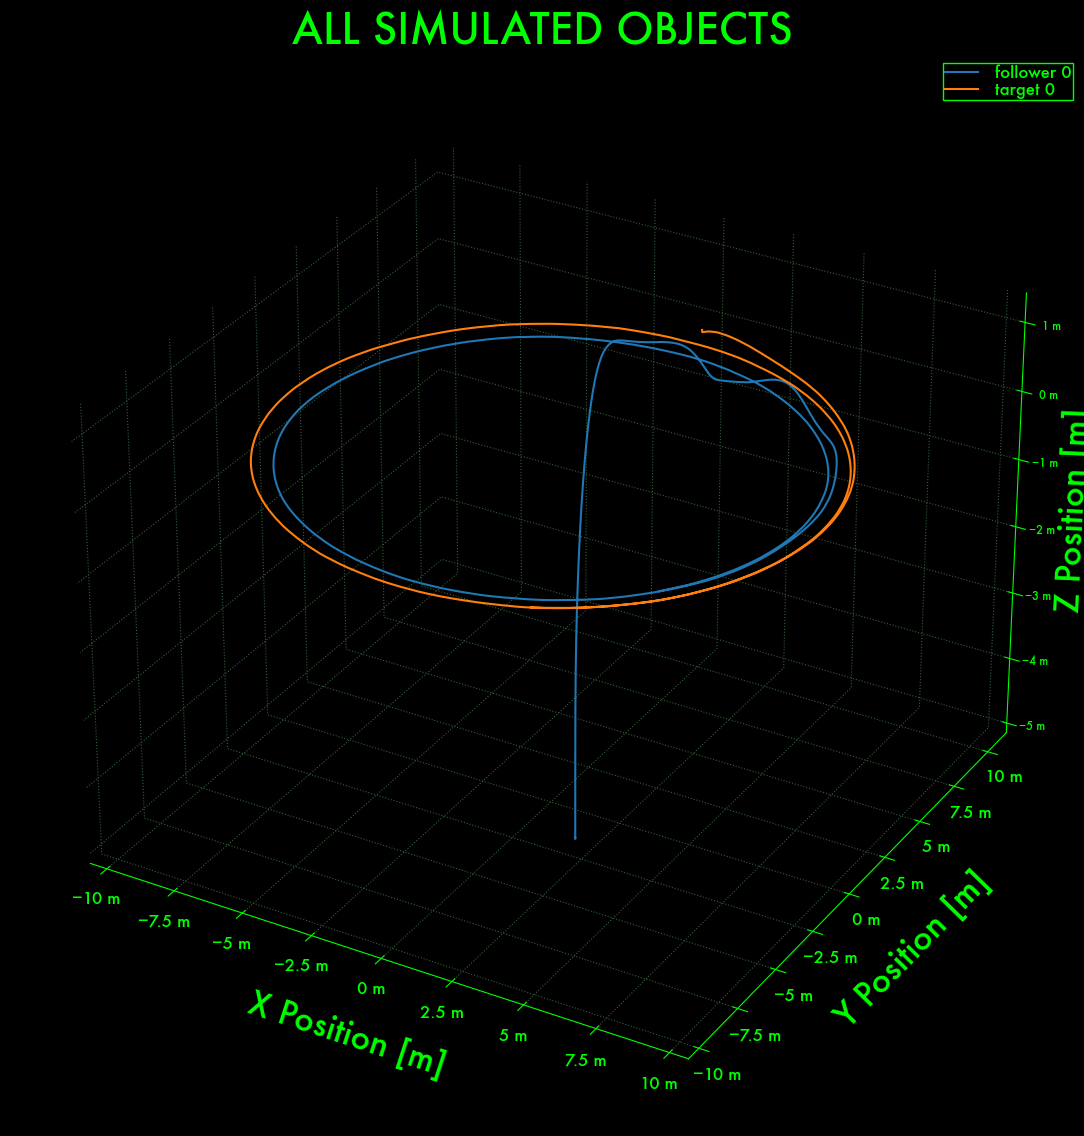 ALL SIMULATED OBJECTS
follower 0
target 0
1 m
0 m
−1 m
−2 m
−3 m
−4 m
−5 m
Z Position [m]
10 m
7.5 m
5 m
2.5 m
0 m
−2.5 m
−5 m
−7.5 m
−10 m
Y Position [m]
−10 m
−7.5 m
−5 m
−2.5 m
0 m
2.5 m
5 m
7.5 m
10 m
X Position [m]